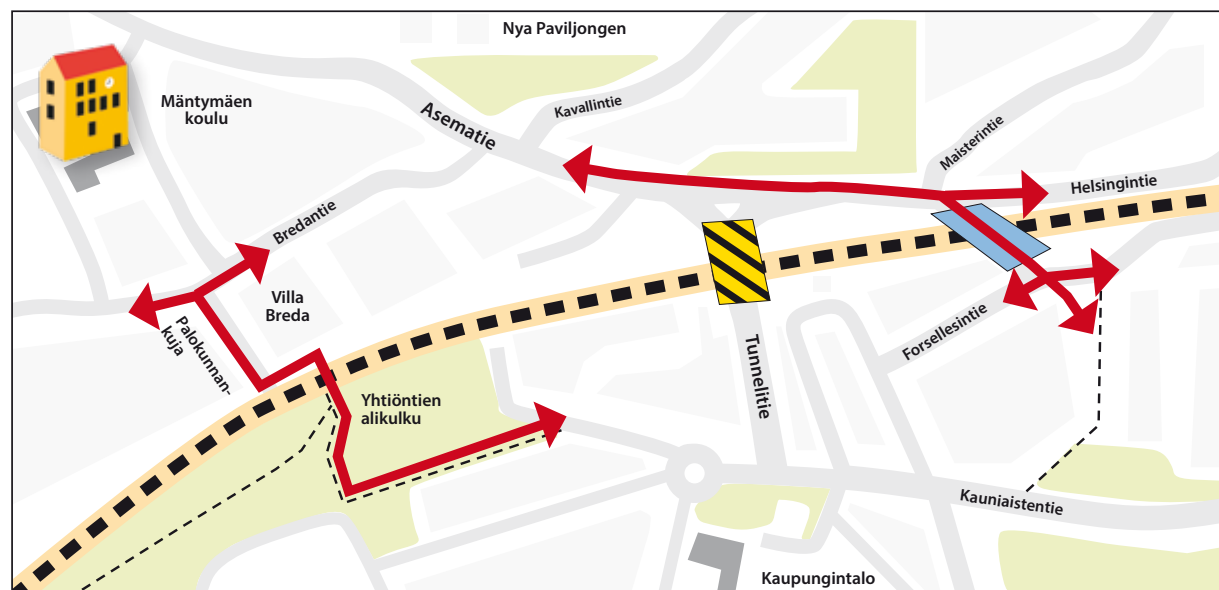 Nya Paviljongen
Mäntymäen
koulu
Asematie
Kavallintie
Maisterintie
Helsingintie
Bredantie
Villa
Breda
Palokunnan-
kuja
Yhtiöntien
alikulku
Tunnelitie
Forsellesintie
Kauniaistentie
Kaupungintalo